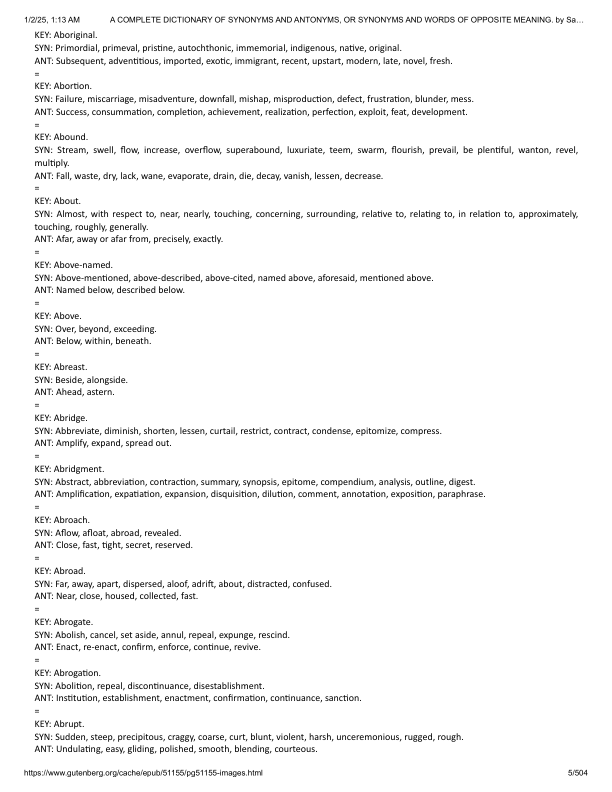 1/2/25, 1:13 AM A COMPLETE DICTIONARY OF SYNONYMS AND ANTONYMS, OR SYNONYMS AND WORDS OF OPPOSITE MEANING. by Sa…
KEY: Aboriginal.
SYN: Primordial, primeval, pristine, autochthonic, immemorial, indigenous, native, original.
ANT: Subsequent, adventitious, imported, exotic, immigrant, recent, upstart, modern, late, novel, fresh.
=
KEY: Abortion.
SYN: Failure, miscarriage, misadventure, downfall, mishap, misproduction, defect, frustration, blunder, mess.
ANT: Success, consummation, completion, achievement, realization, perfection, exploit, feat, development.
=
KEY: Abound.
SYN: Stream, swell, flow, increase, overflow, superabound, luxuriate, teem, swarm, flourish, prevail, be plentiful, wanton, revel,
multiply.
ANT: Fall, waste, dry, lack, wane, evaporate, drain, die, decay, vanish, lessen, decrease.
=
KEY: About.
SYN: Almost, with respect to, near, nearly, touching, concerning, surrounding, relative to, relating to, in relation to, approximately,
touching, roughly, generally.
ANT: Afar, away or afar from, precisely, exactly.
=
KEY: Above-named.
SYN: Above-mentioned, above-described, above-cited, named above, aforesaid, mentioned above.
ANT: Named below, described below.
=
KEY: Above.
SYN: Over, beyond, exceeding.
ANT: Below, within, beneath.
=
KEY: Abreast.
SYN: Beside, alongside.
ANT: Ahead, astern.
=
KEY: Abridge.
SYN: Abbreviate, diminish, shorten, lessen, curtail, restrict, contract, condense, epitomize, compress.
ANT: Amplify, expand, spread out.
=
KEY: Abridgment.
SYN: Abstract, abbreviation, contraction, summary, synopsis, epitome, compendium, analysis, outline, digest.
ANT: Amplification, expatiation, expansion, disquisition, dilution, comment, annotation, exposition, paraphrase.
=
KEY: Abroach.
SYN: Aflow, afloat, abroad, revealed.
ANT: Close, fast, tight, secret, reserved.
=
KEY: Abroad.
SYN: Far, away, apart, dispersed, aloof, adrift, about, distracted, confused.
ANT: Near, close, housed, collected, fast.
=
KEY: Abrogate.
SYN: Abolish, cancel, set aside, annul, repeal, expunge, rescind.
ANT: Enact, re-enact, confirm, enforce, continue, revive.
=
KEY: Abrogation.
SYN: Abolition, repeal, discontinuance, disestablishment.
ANT: Institution, establishment, enactment, confirmation, continuance, sanction.
=
KEY: Abrupt.
SYN: Sudden, steep, precipitous, craggy, coarse, curt, blunt, violent, harsh, unceremonious, rugged, rough.
ANT: Undulating, easy, gliding, polished, smooth, blending, courteous.
https://www.gutenberg.org/cache/epub/51155/pg51155-images.html 5/504